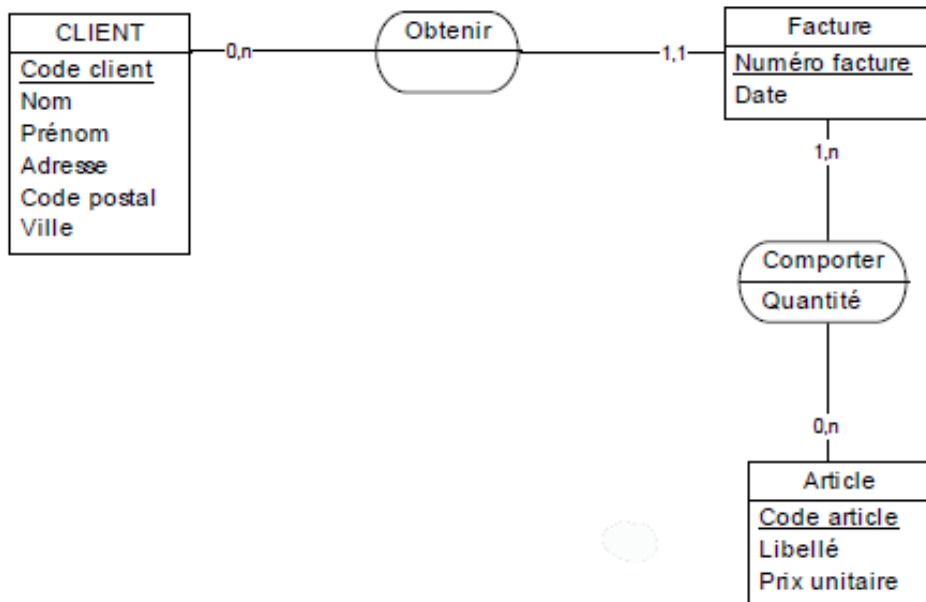 CLIENT
Code client
Nom
Prénom
Adresse
Code postal
Ville
0,n
Obtenir
1,1
Facture
Numéro facture
Date
1,n
Comporter
Quantité
0,n
Article
Code article
Libellé
Prix unitaire